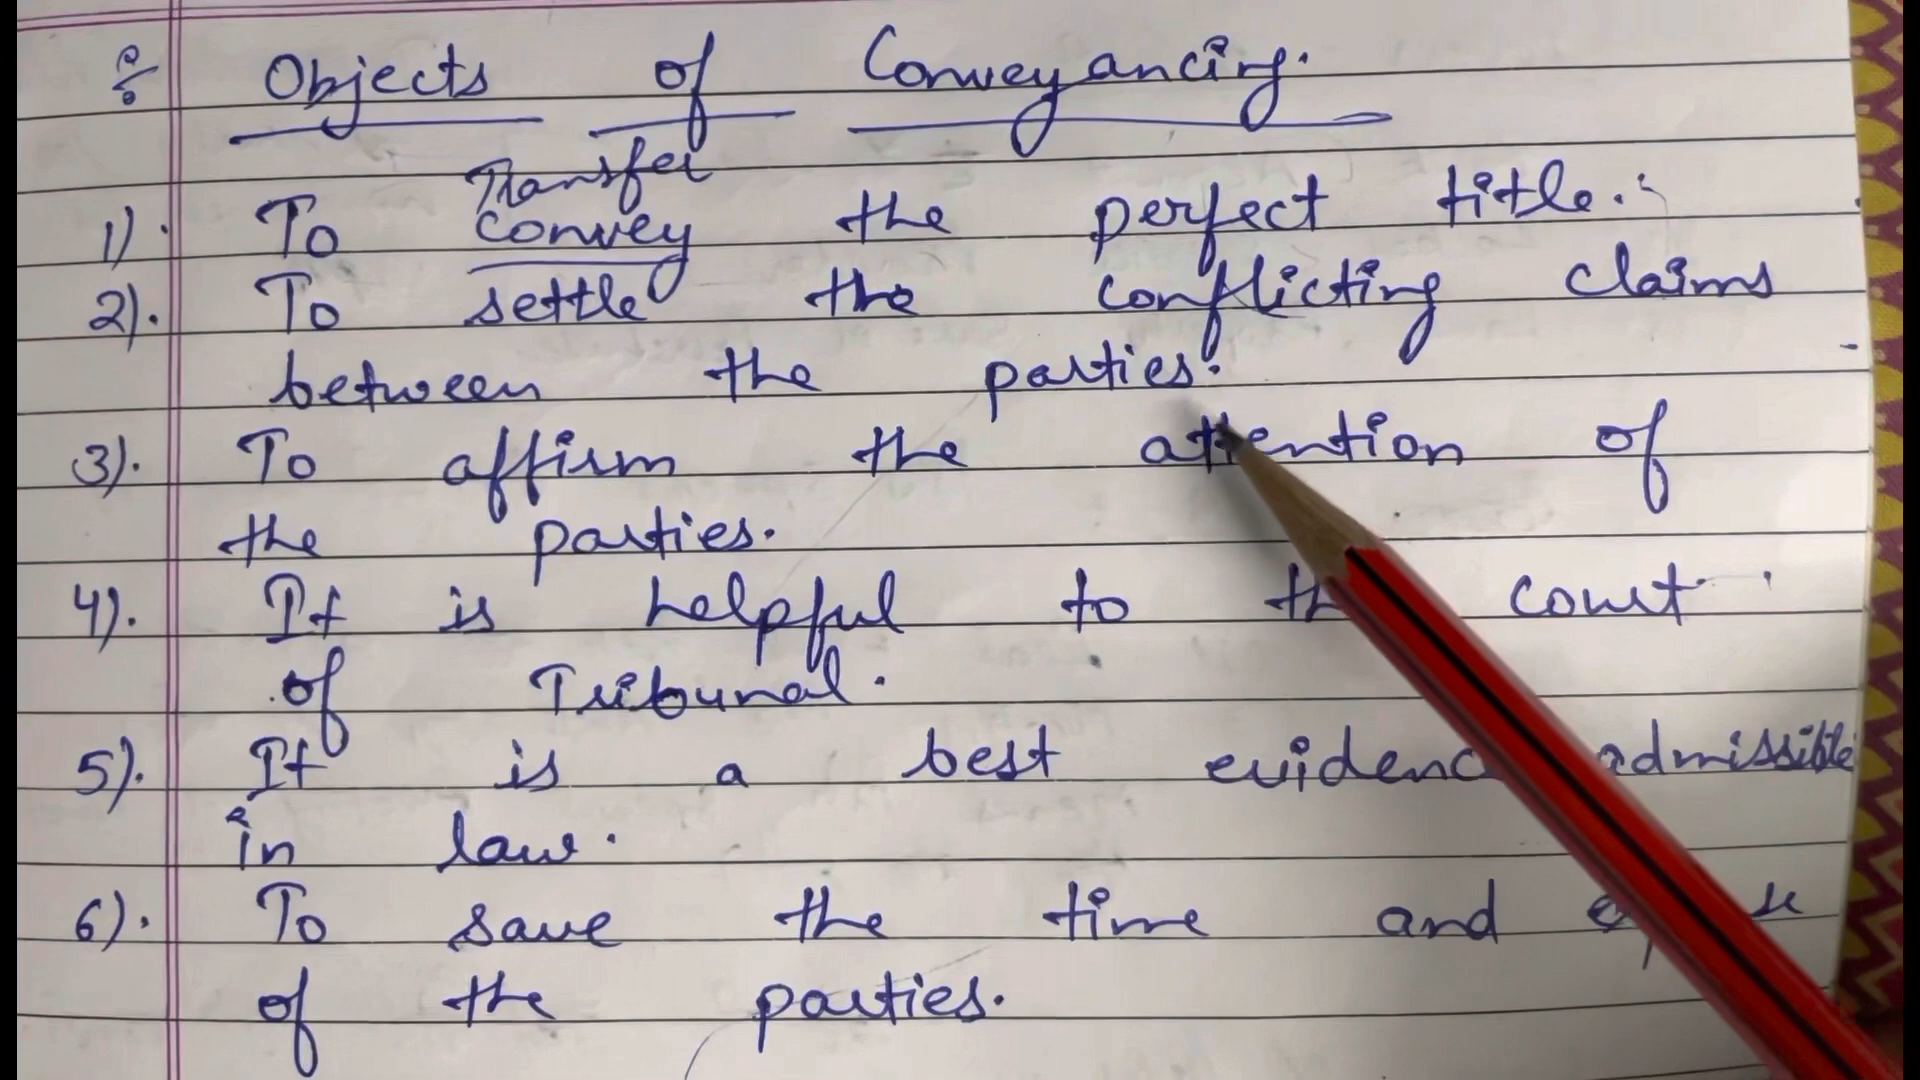 Objects of Conveyancing.
Transfer
1). To convey the perfect title.
2). To settle the conflicting claims
between the parties.
3). To affirm the attention of
the parties.
4). It is helpful to court
of Tribunal.
5). It is a best admissible
in law.
6). To save the time and
of the parties.